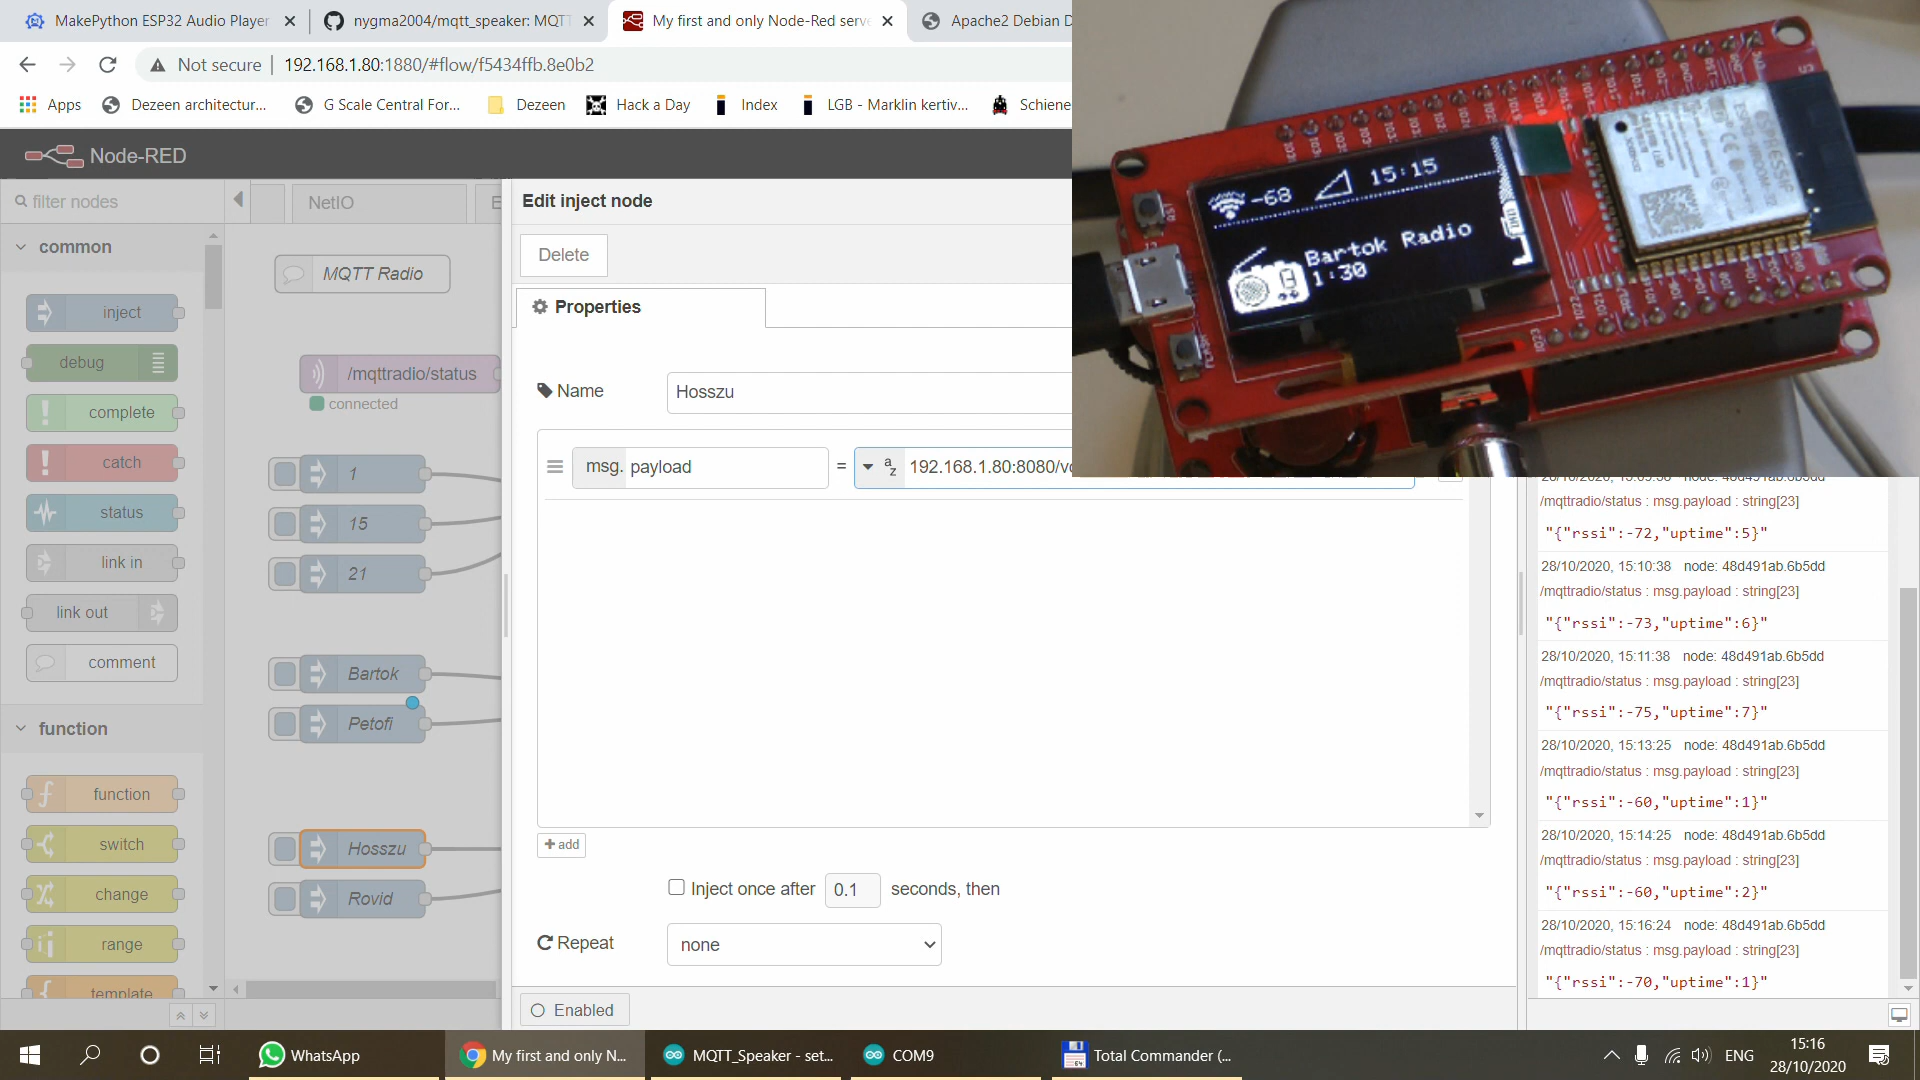 MakePython ESP32 Audio Player
nygma2004/mqtt_speaker: MQTT
My first and only Node-Red serve
Apache2 Debian D
Not secure
192.168.1.80:1880/#flow/f5434ffb.8e0b2
Apps
Dezeen architectur...
G Scale Central For...
Dezeen
Hack a Day
Index
LGB - Marklin kertiv...
Schiene
Node-RED
filter nodes
NetIO
common
inject
debug
complete
catch
status
link in
link out
comment
function
function
switch
change
range
template
MQTT Radio
/mqttradio/status
connected
1
15
21
Bartok
Petofi
Hosszu
Rovid
Edit inject node
Delete
Properties
Name
Hosszu
msg. payload
=
192.168.1.80:8080/vo
add
Inject once after 0.1 seconds, then
Repeat
none
Enabled
-68
15:15
Bartok Radio
1:30
/mqttradio/status : msg.payload : string[23]
"{"rssi":-72,"uptime":5}"
28/10/2020, 15:10:38 node: 48d491ab.6b5dd
/mqttradio/status : msg.payload : string[23]
"{"rssi":-73,"uptime":6}"
28/10/2020, 15:11:38 node: 48d491ab.6b5dd
/mqttradio/status : msg.payload : string[23]
"{"rssi":-75,"uptime":7}"
28/10/2020, 15:13:25 node: 48d491ab.6b5dd
/mqttradio/status : msg.payload : string[23]
"{"rssi":-60,"uptime":1}"
28/10/2020, 15:14:25 node: 48d491ab.6b5dd
/mqttradio/status : msg.payload : string[23]
"{"rssi":-60,"uptime":2}"
28/10/2020, 15:16:24 node: 48d491ab.6b5dd
/mqttradio/status : msg.payload : string[23]
"{"rssi":-70,"uptime":1}"
WhatsApp
My first and only N...
MQTT_Speaker - set...
COM9
Total Commander (...
ENG
15:16
28/10/2020